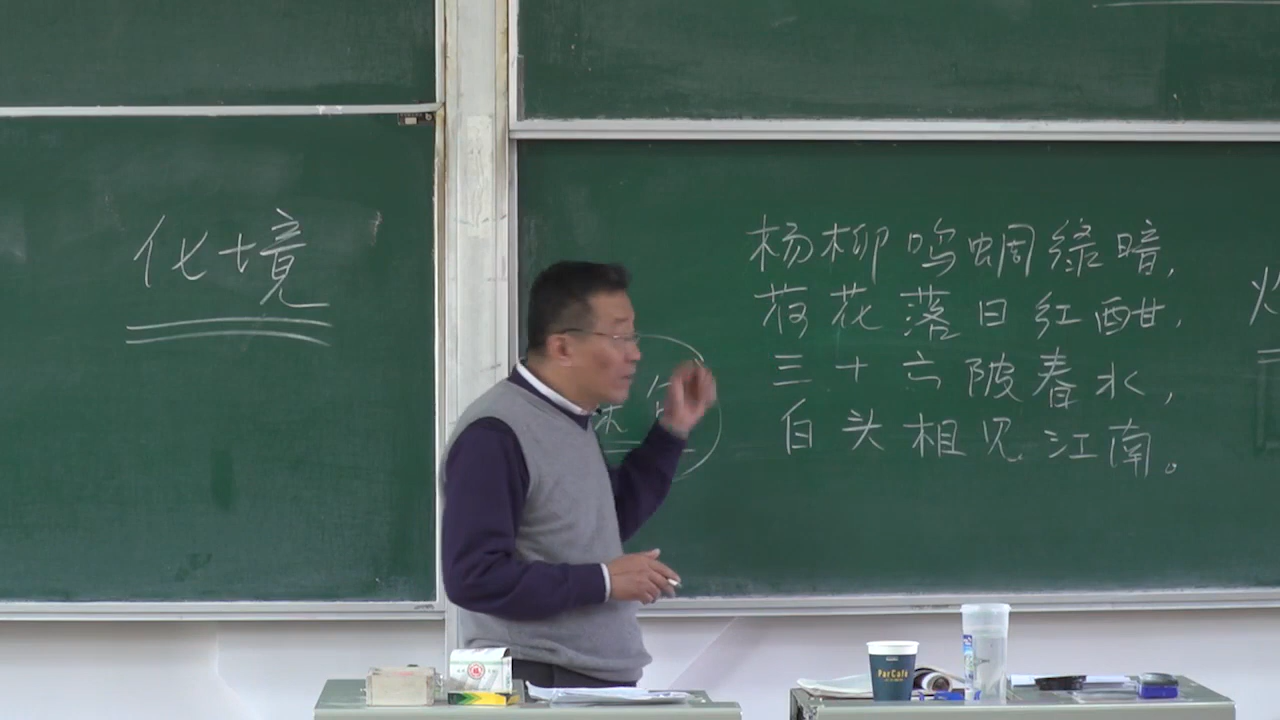 化境
杨柳鸣蜩绿暗,
荷花落日红酣.
三十六陂春水,
白头相见江南。
ParCafe